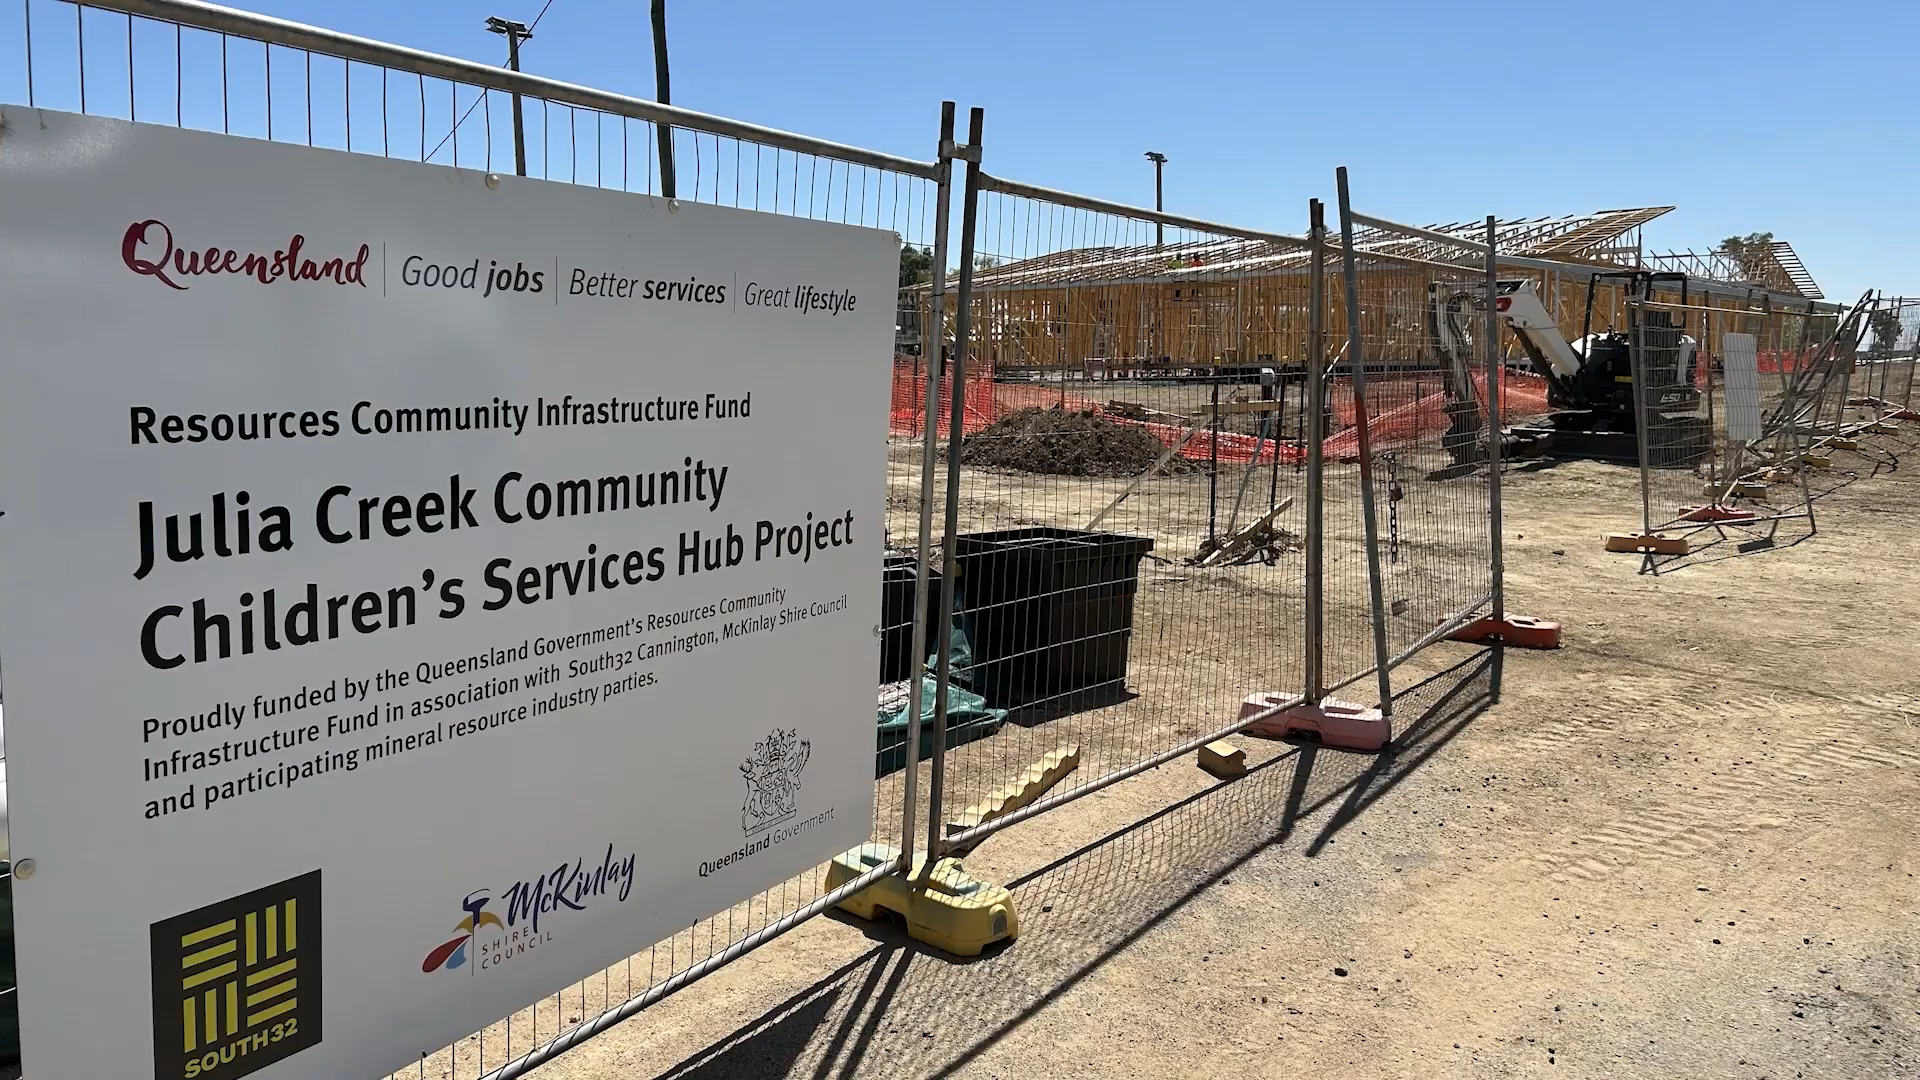 Queensland Good jobs Better services Great lifestyle
Resources Community Infrastructure Fund
Julia Creek Community
Children's Services Hub Project
Proudly funded by the Queensland Government's Resources Community
Infrastructure Fund in association with South32 Cannington, McKinlay Shire Council
and participating mineral resource industry parties.
Queensland Government
McKinlay
SHIRE
COUNCIL
SOUTH32